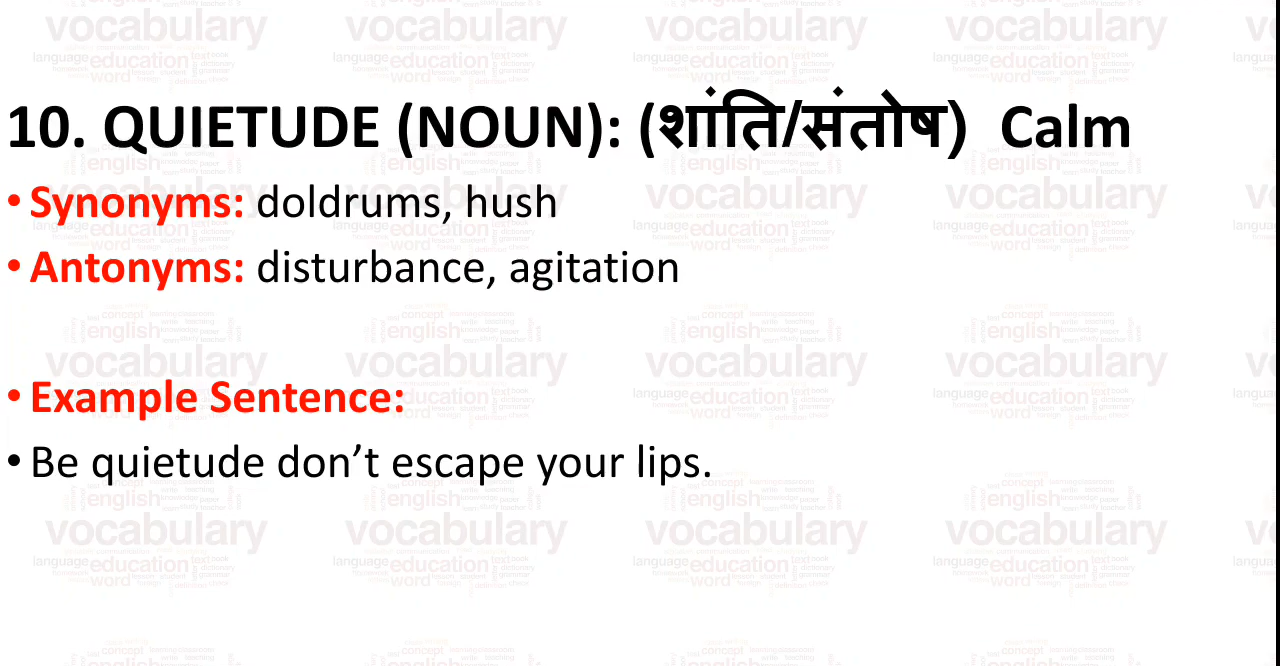 10. QUIETUDE (NOUN): (शांति/संतोष) Calm
• Synonyms: doldrums, hush
• Antonyms: disturbance, agitation
• Example Sentence:
• Be quietude don’t escape your lips.